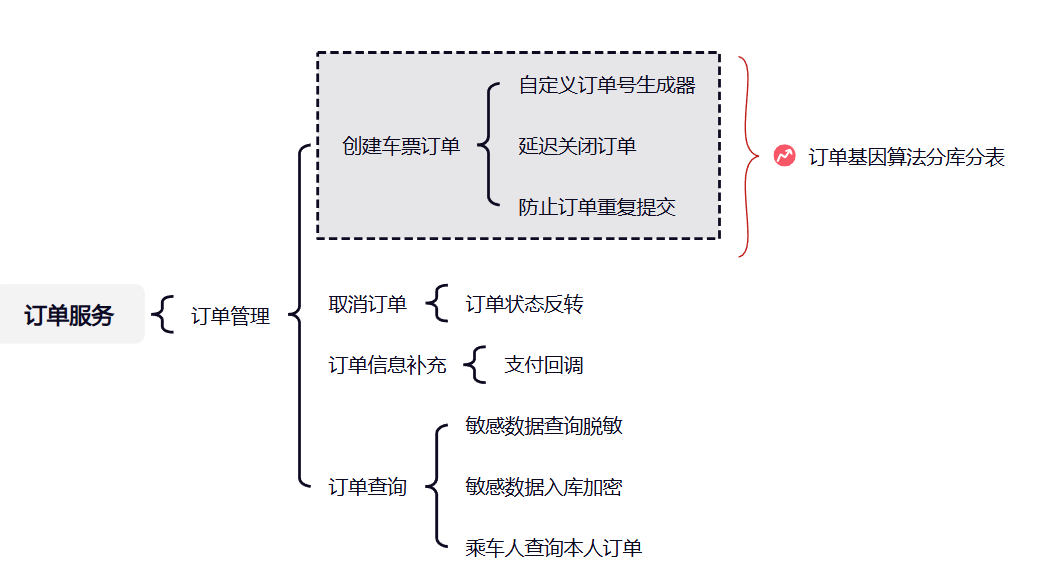 订单服务
订单管理
创建车票订单
自定义订单号生成器
延迟关闭订单
防止订单重复提交
订单基因算法分库分表
取消订单
订单状态反转
订单信息补充
支付回调
订单查询
敏感数据查询脱敏
敏感数据入库加密
乘车人查询本人订单